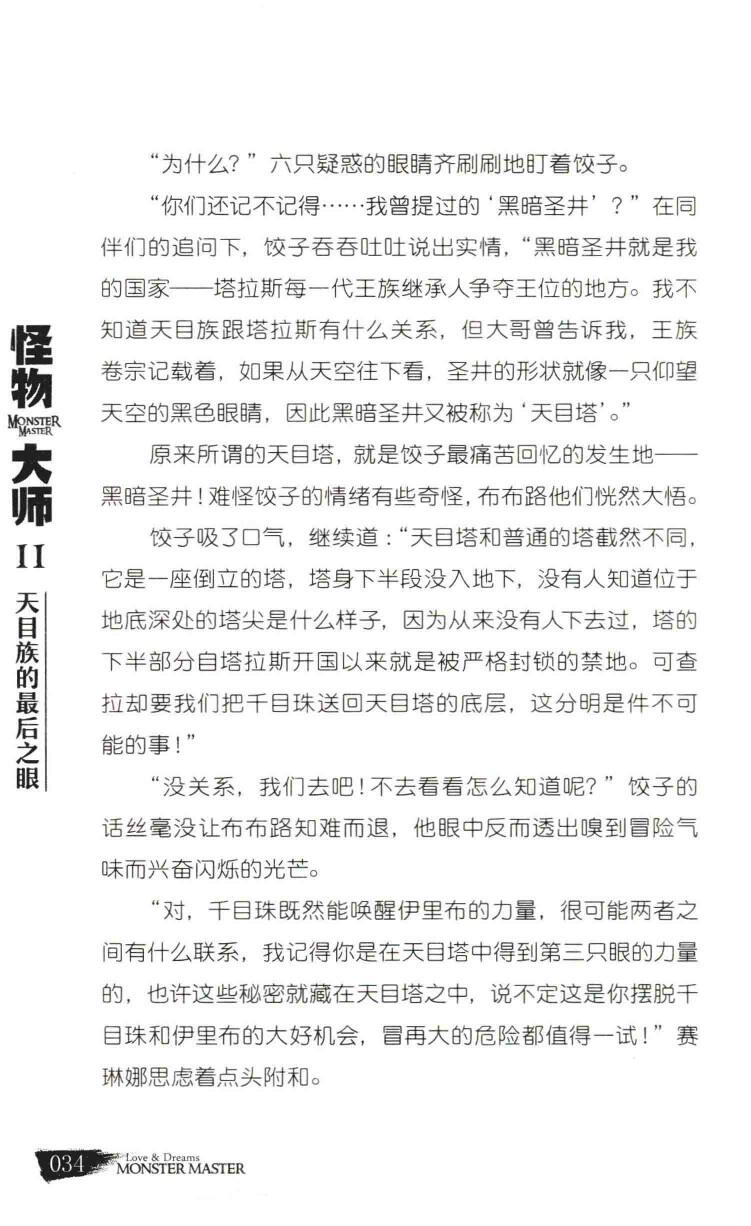 “为什么？”六只疑惑的眼睛齐刷刷地盯着饺子。
“你们还记不记得……我曾提过的‘黑暗圣井’？”在同
伴们的追问下，饺子吞吞吐吐说出实情，“黑暗圣井就是我
的国家——塔拉斯每一代王族继承人争夺王位的地方。我不
知道天目族跟塔拉斯有什么关系，但大哥曾告诉我，王族
卷宗记载着，如果从天空往下看，圣井的形状就像一只仰望
天空的黑色眼睛，因此黑暗圣井又被称为‘天目塔’。”
原来所谓的天目塔，就是饺子最痛苦回忆的发生地——
黑暗圣井！难怪饺子的情绪有些奇怪，布布路他们恍然大悟。
饺子吸了口气，继续道：“天目塔和普通的塔截然不同，
它是一座倒立的塔，塔身下半段没入地下，没有人知道位于
地底深处的塔尖是什么样子，因为从来没有人下去过，塔的
下半部分自塔拉斯开国以来就是被严格封锁的禁地。可查
拉却要我们把千目珠送回天目塔的底层，这分明是件不可
能的事！”
“没关系，我们去吧！不去看看怎么知道呢？”饺子的
话丝毫没让布布路知难而退，他眼中反而透出嗅到冒险气
味而兴奋闪烁的光芒。
“对，千目珠既然能唤醒伊里布的力量，很可能两者之
间有什么联系，我记得你是在天目塔中得到第三只眼的力量
的，也许这些秘密就藏在天目塔之中，说不定这是你摆脱千
目珠和伊里布的大好机会，冒再大的危险都值得一试！”赛
琳娜思虑着点头附和。
怪物
MONSTER
MASTER
大师
II
天目族的最后之眼
034
Love & Dreams
MONSTER MASTER